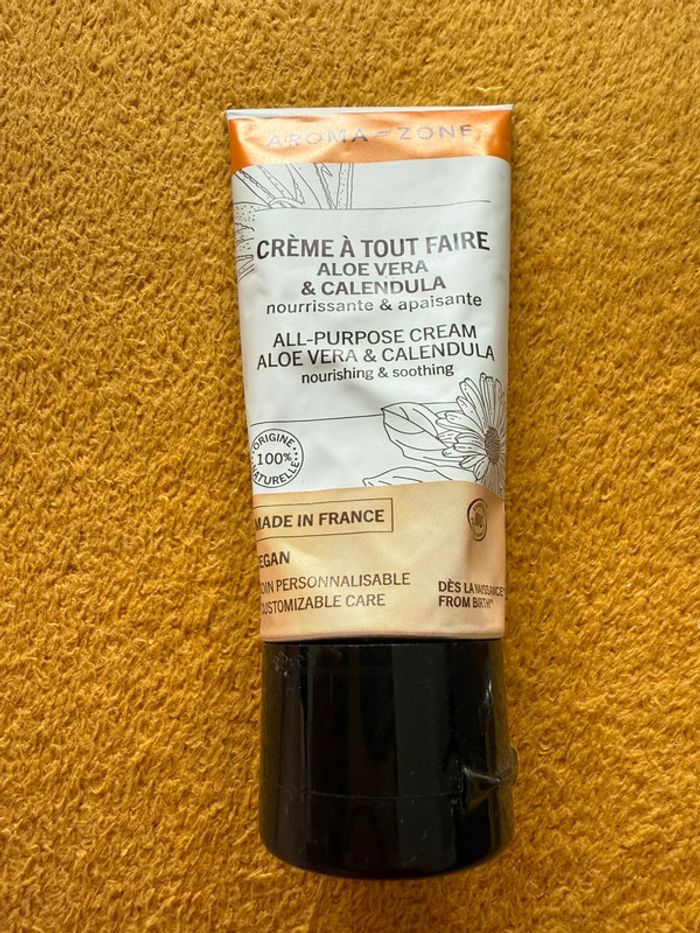 AROMA-ZONE
CRÈME À TOUT FAIRE
ALOE VERA
& CALENDULA
nourrissante & apaisante
ALL-PURPOSE CREAM
ALOE VERA & CALENDULA
nourishing & soothing
ORIGINE
100%
NATURELLE
MADE IN FRANCE
EGAN
OIN PERSONNALISABLE
CUSTOMIZABLE CARE
DÈS LA NAISSANCE*
FROM BIRTH*